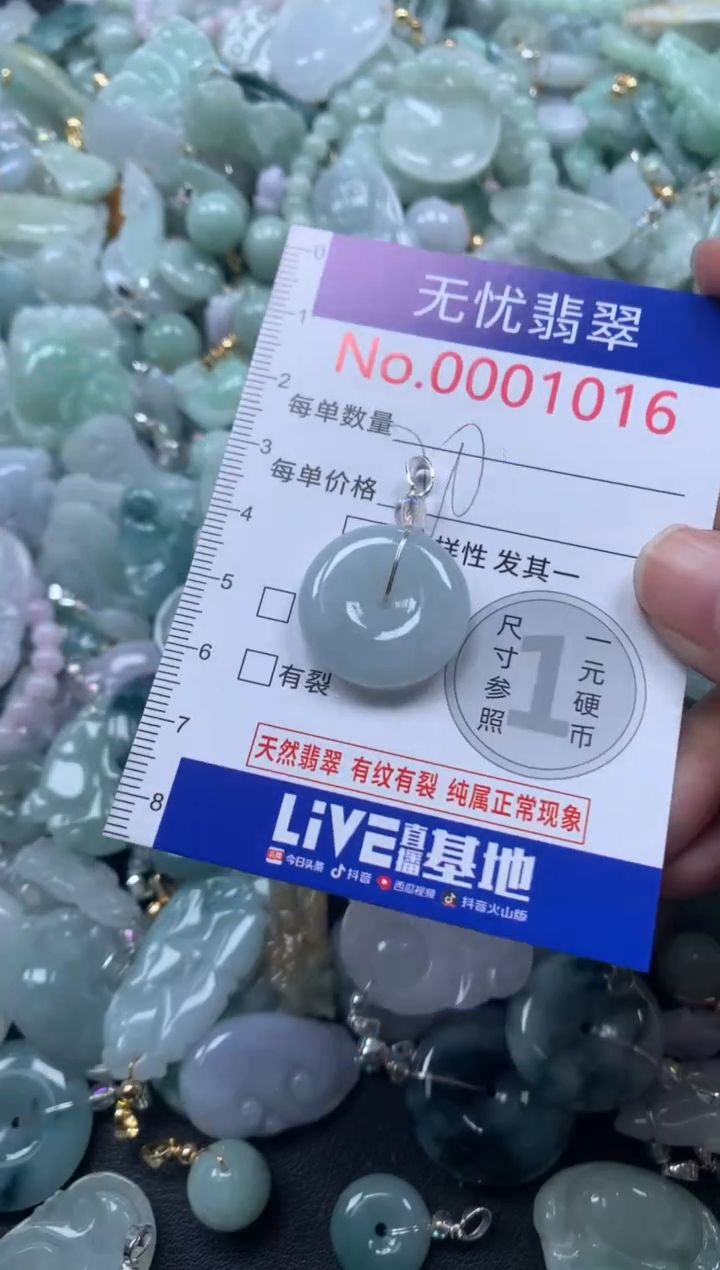 0
无忧翡翠
1
No.0001016
2
每单数量
3
每单价格
4
样性 发其一
5
尺寸参照
1
一元硬币
6
有裂
7
天然翡翠 有纹有裂 纯属正常现象
8
LiVE直播基地
头条 今日头条 抖音 西瓜视频 抖音火山版